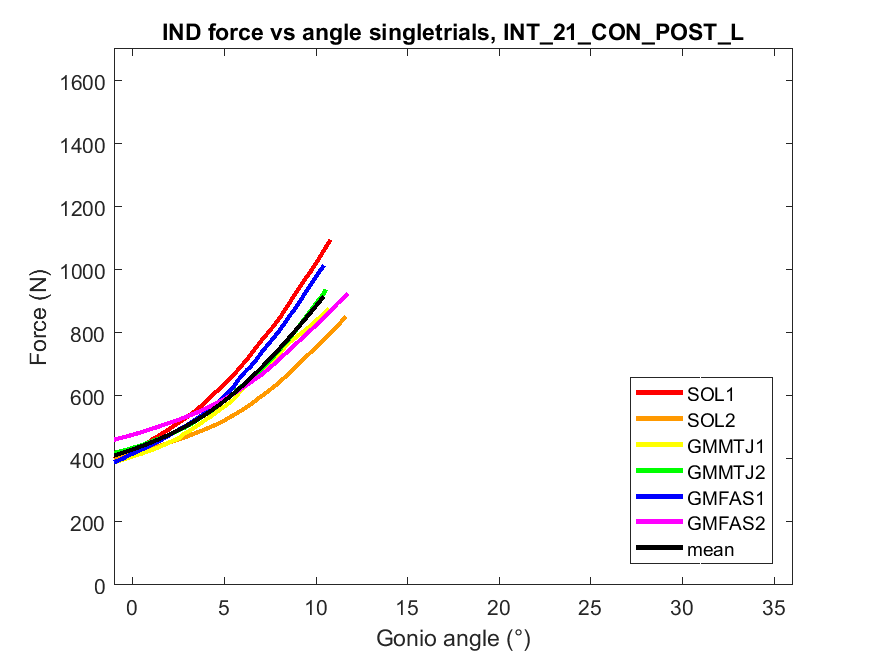 IND force vs angle singletrials, INT_21_CON_POST_L
1600
1400
1200
1000
800
600
400
200
0
Force (N)
0 5 10 15 20 25 30 35
Gonio angle (°)
SOL1
SOL2
GMMTJ1
GMMTJ2
GMFAS1
GMFAS2
mean